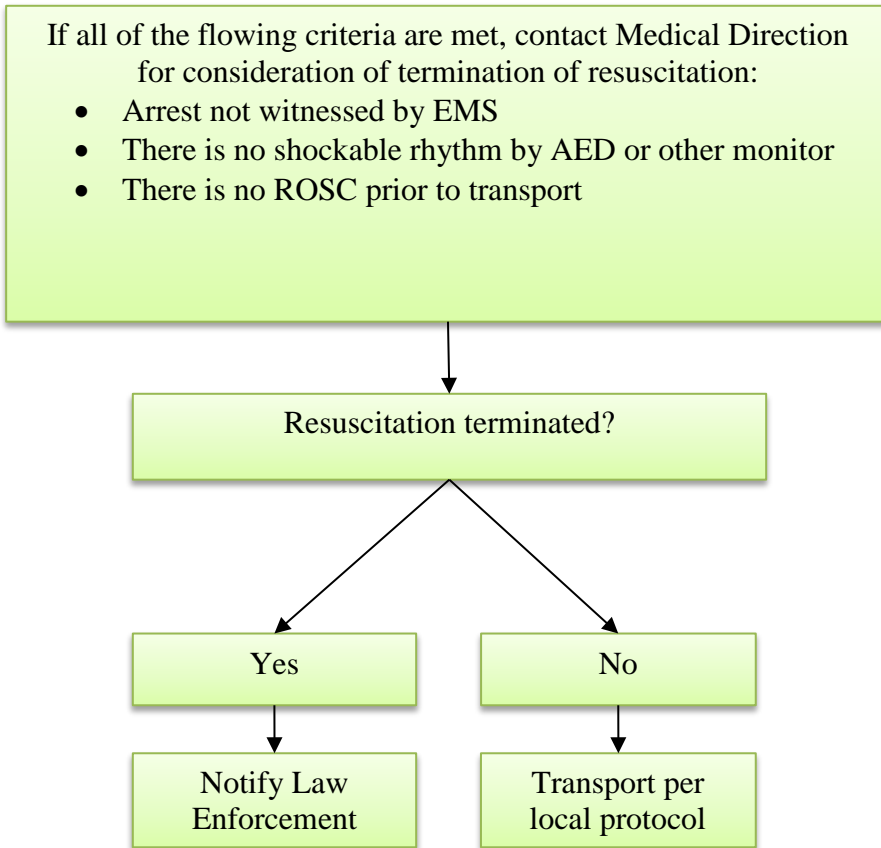 If all of the flowing criteria are met, contact Medical Direction
for consideration of termination of resuscitation:
• Arrest not witnessed by EMS
• There is no shockable rhythm by AED or other monitor
• There is no ROSC prior to transport
Resuscitation terminated?
Yes
No
Notify Law
Enforcement
Transport per
local protocol